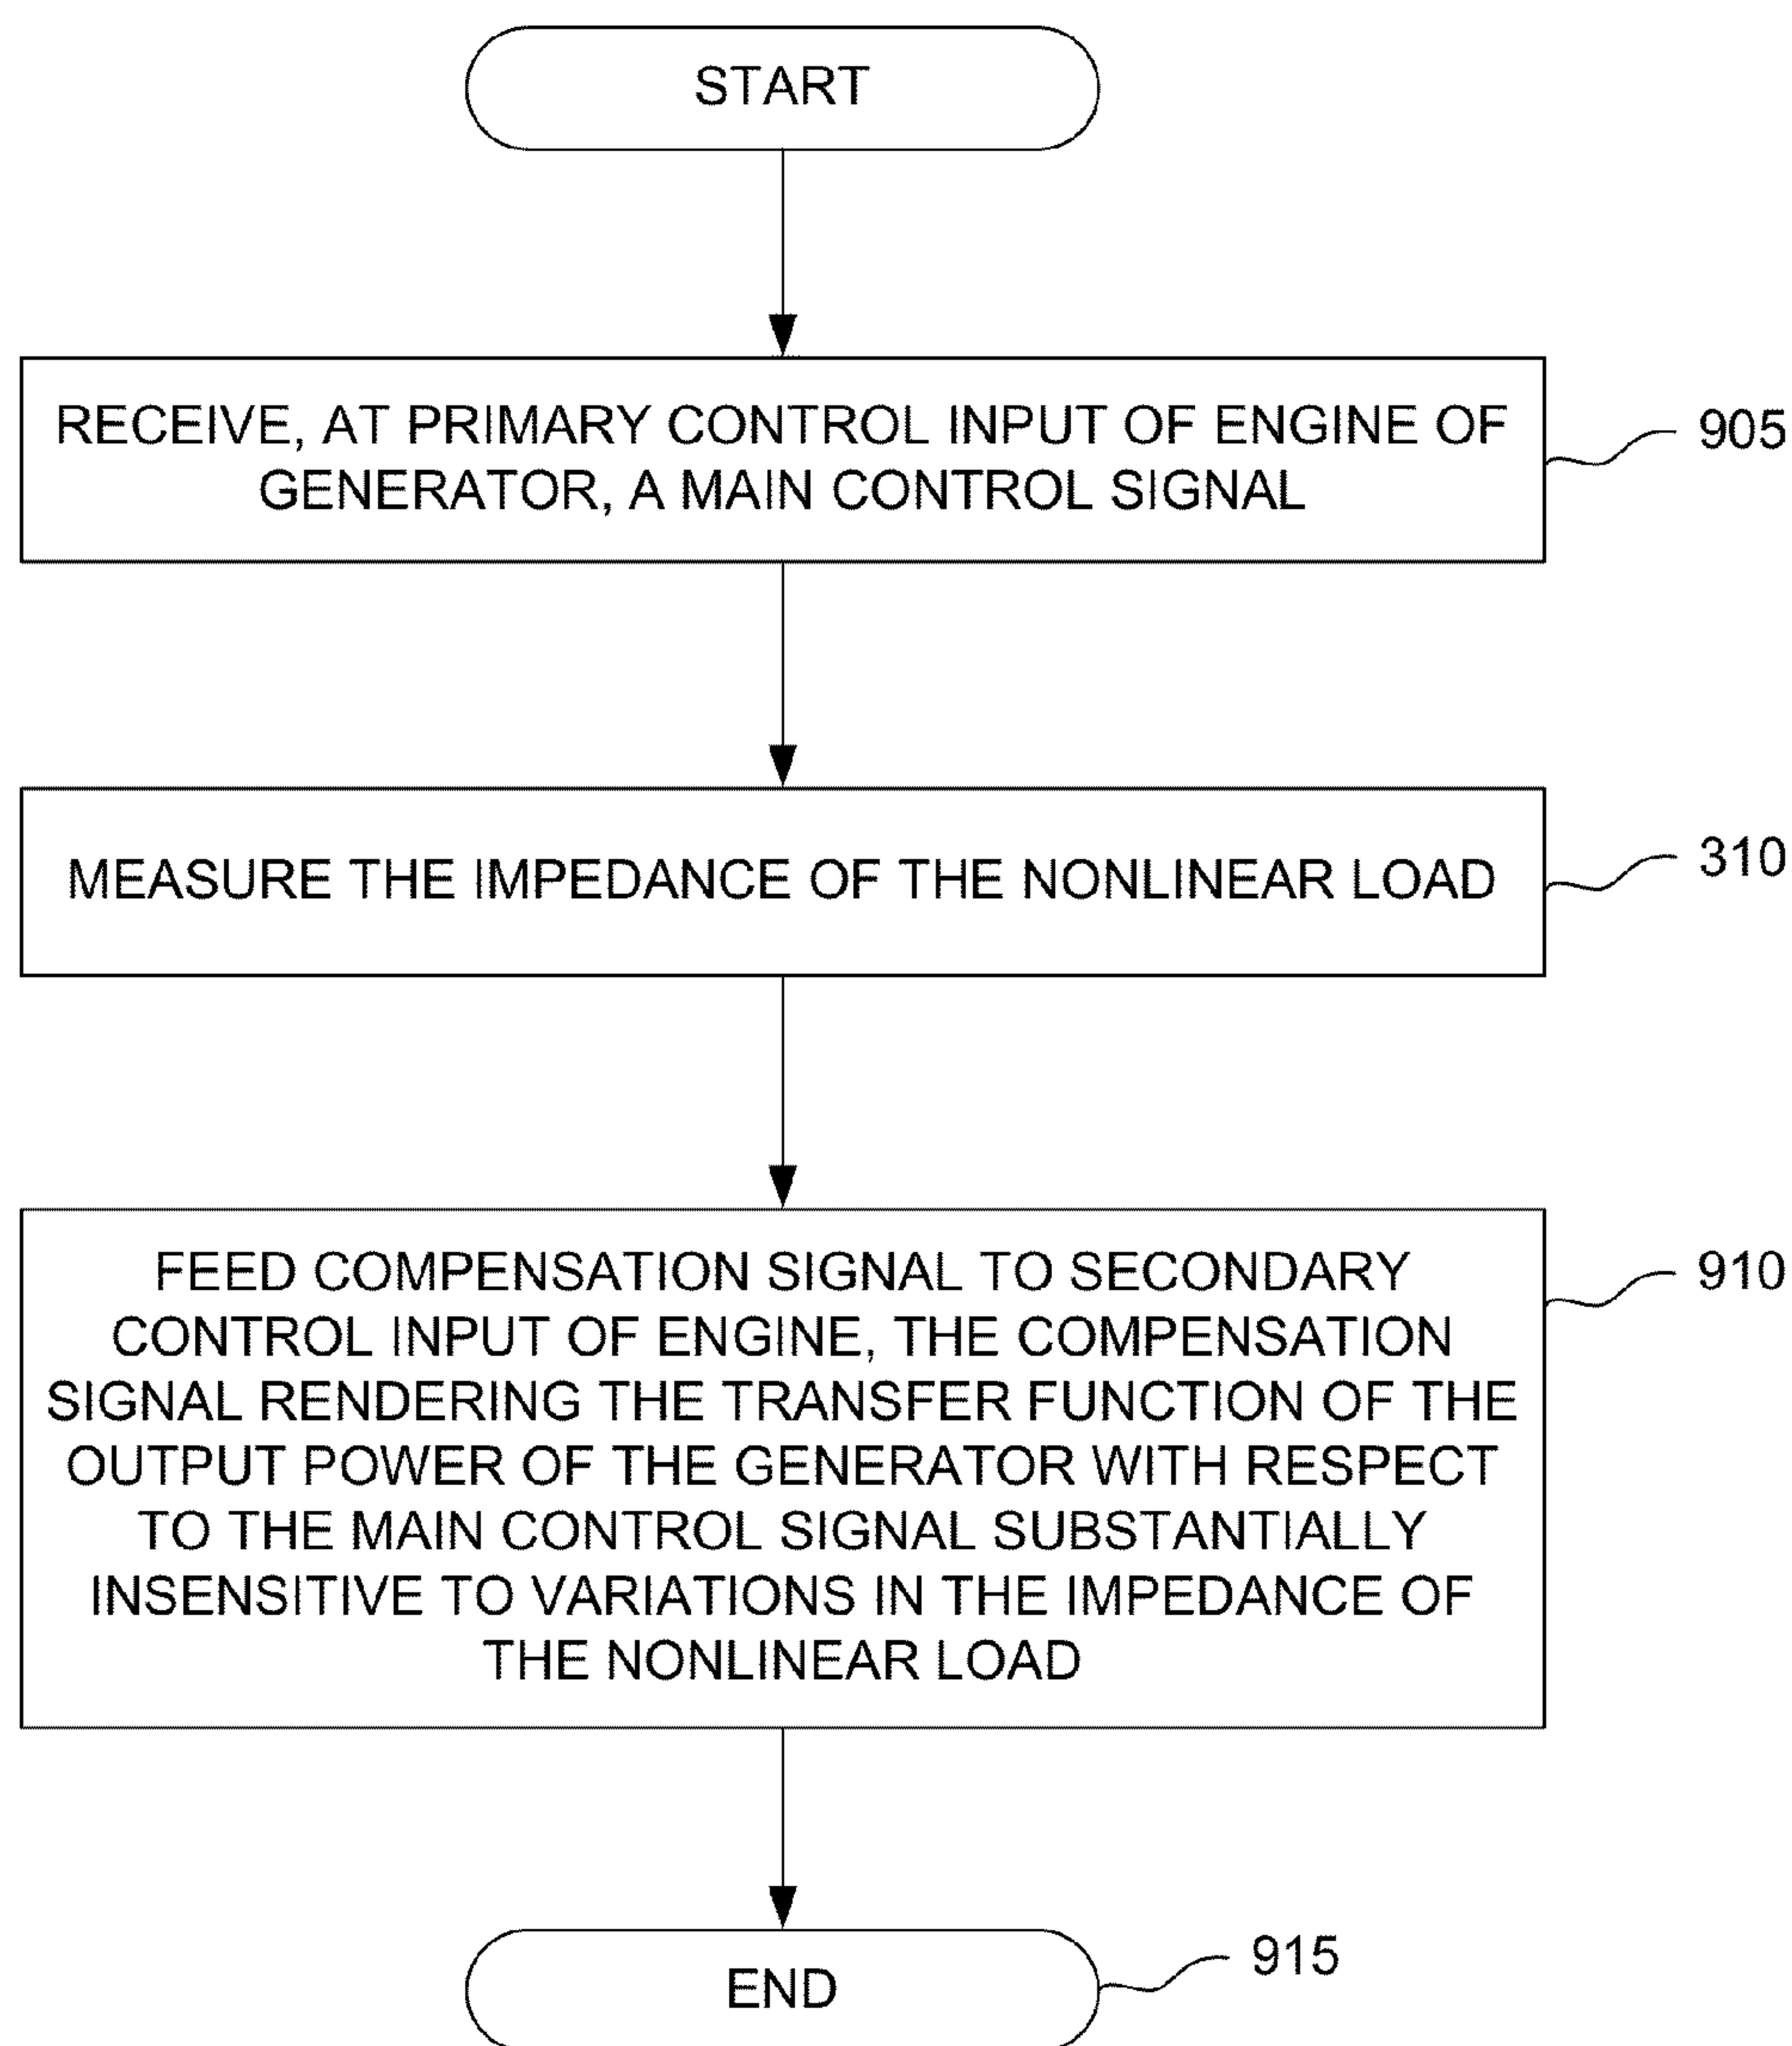 START
RECEIVE, AT PRIMARY CONTROL INPUT OF ENGINE OF
GENERATOR, A MAIN CONTROL SIGNAL
905
MEASURE THE IMPEDANCE OF THE NONLINEAR LOAD
310
FEED COMPENSATION SIGNAL TO SECONDARY
CONTROL INPUT OF ENGINE, THE COMPENSATION
SIGNAL RENDERING THE TRANSFER FUNCTION OF THE
OUTPUT POWER OF THE GENERATOR WITH RESPECT
TO THE MAIN CONTROL SIGNAL SUBSTANTIALLY
INSENSITIVE TO VARIATIONS IN THE IMPEDANCE OF
THE NONLINEAR LOAD
910
END
915